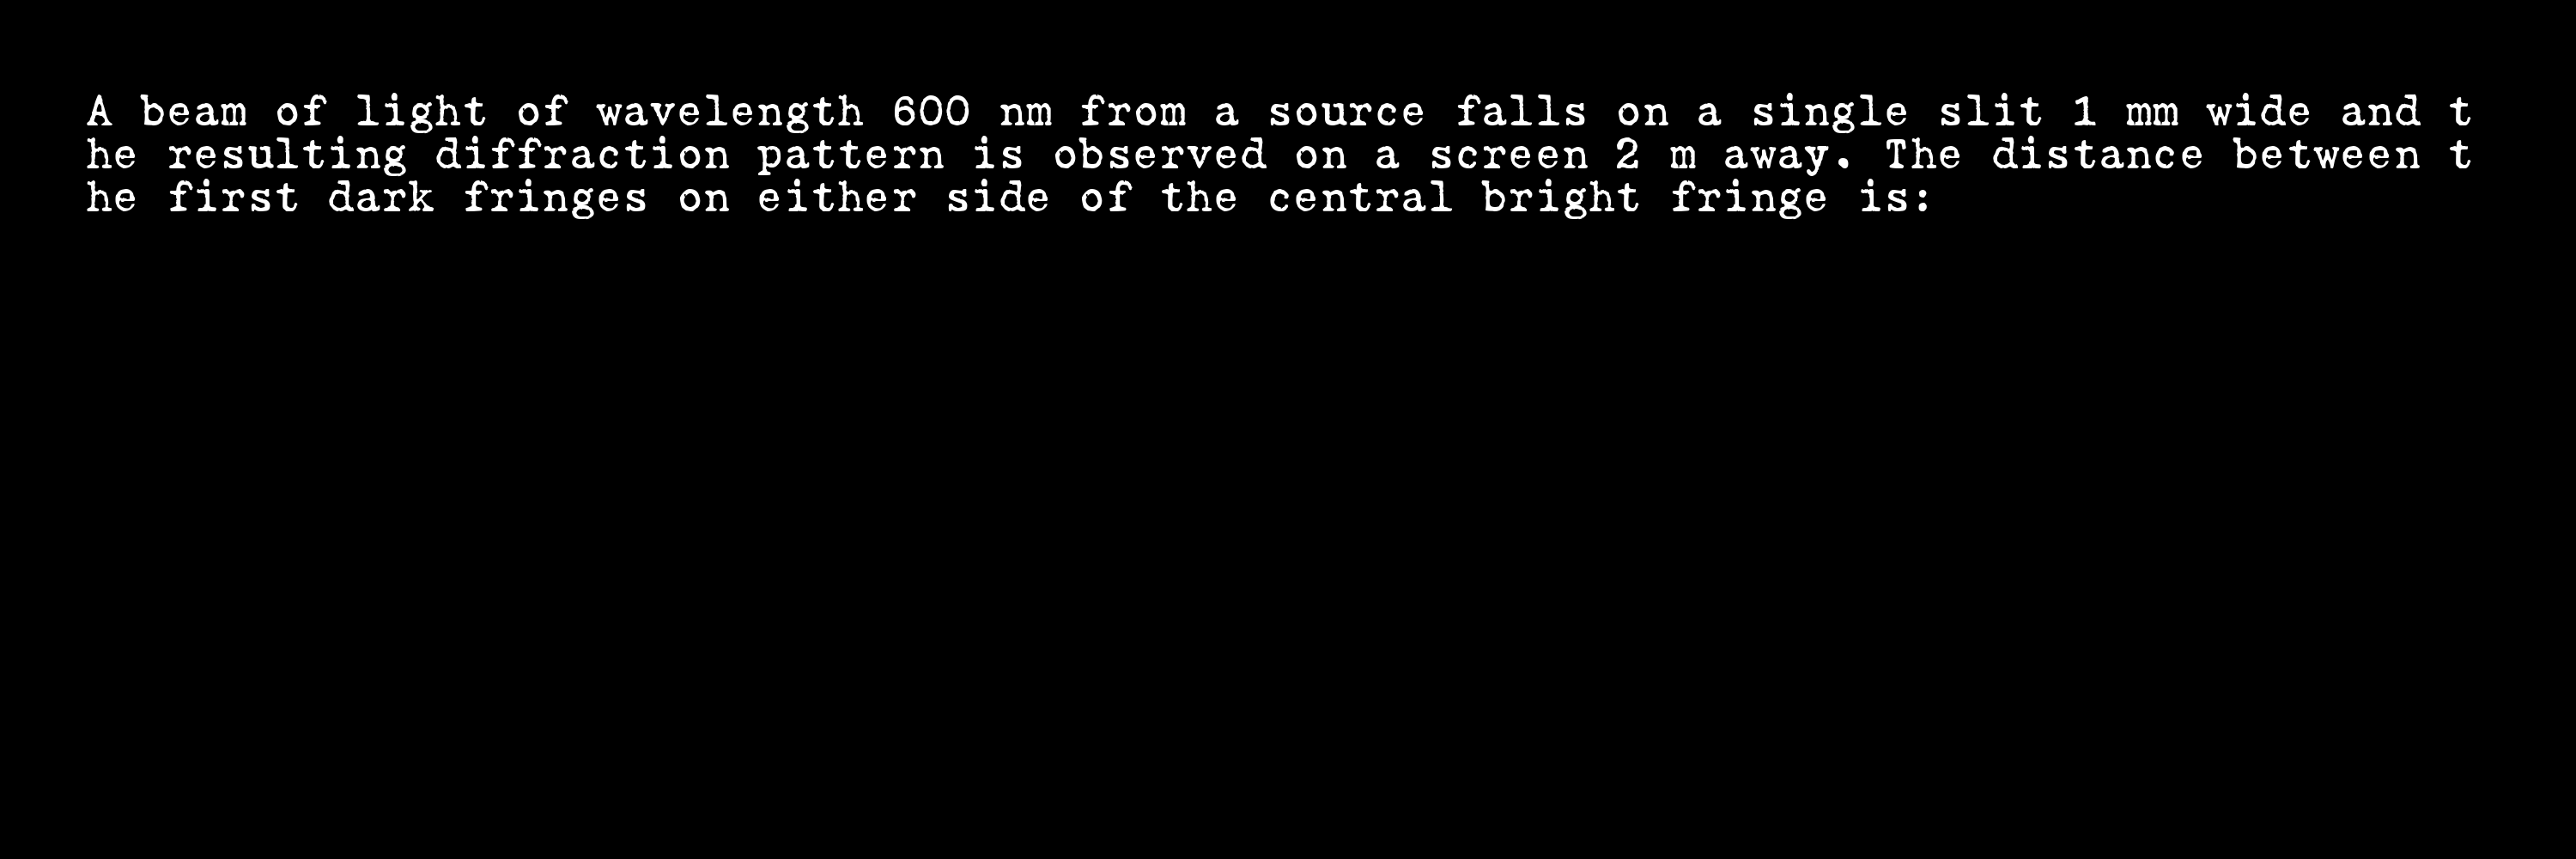 A beam of light of wavelength 600 nm from a source falls on a single slit 1 mm wide and t
he resulting diffraction pattern is observed on a screen 2 m away. The distance between t
he first dark fringes on either side of the central bright fringe is: